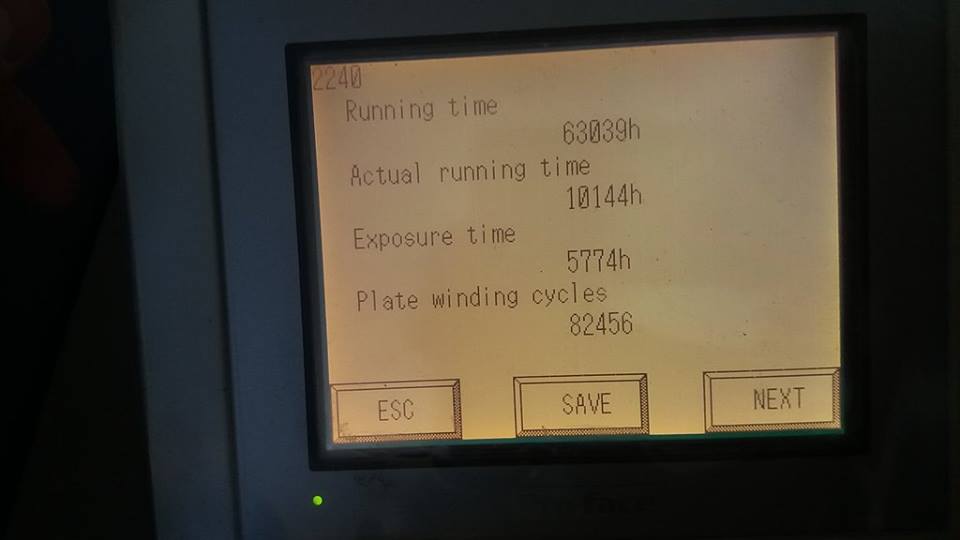 2240
Running time
63039h
Actual running time
10144h
Exposure time
5774h
Plate winding cycles
82456
ESC SAVE NEXT